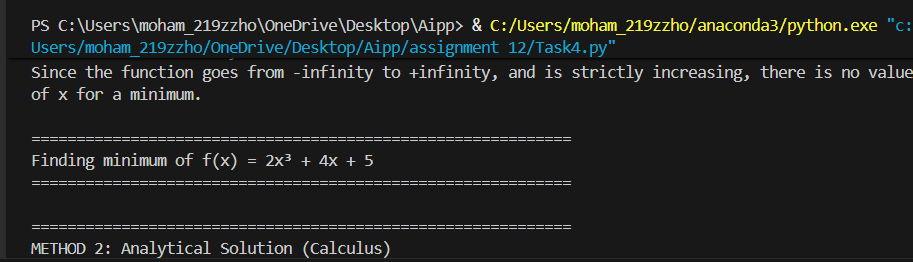 PS C:\Users\moham_219zzho\OneDrive\Desktop\Aipp> & C:/Users/moham_219zzho/anaconda3/python.exe "c:
Users/moham_219zzho/OneDrive/Desktop/Aipp/assignment 12/Task4.py"
Since the function goes from -infinity to +infinity, and is strictly increasing, there is no value
of x for a minimum.
============================================================
Finding minimum of f(x) = 2x³ + 4x + 5
============================================================
============================================================
METHOD 2: Analytical Solution (Calculus)